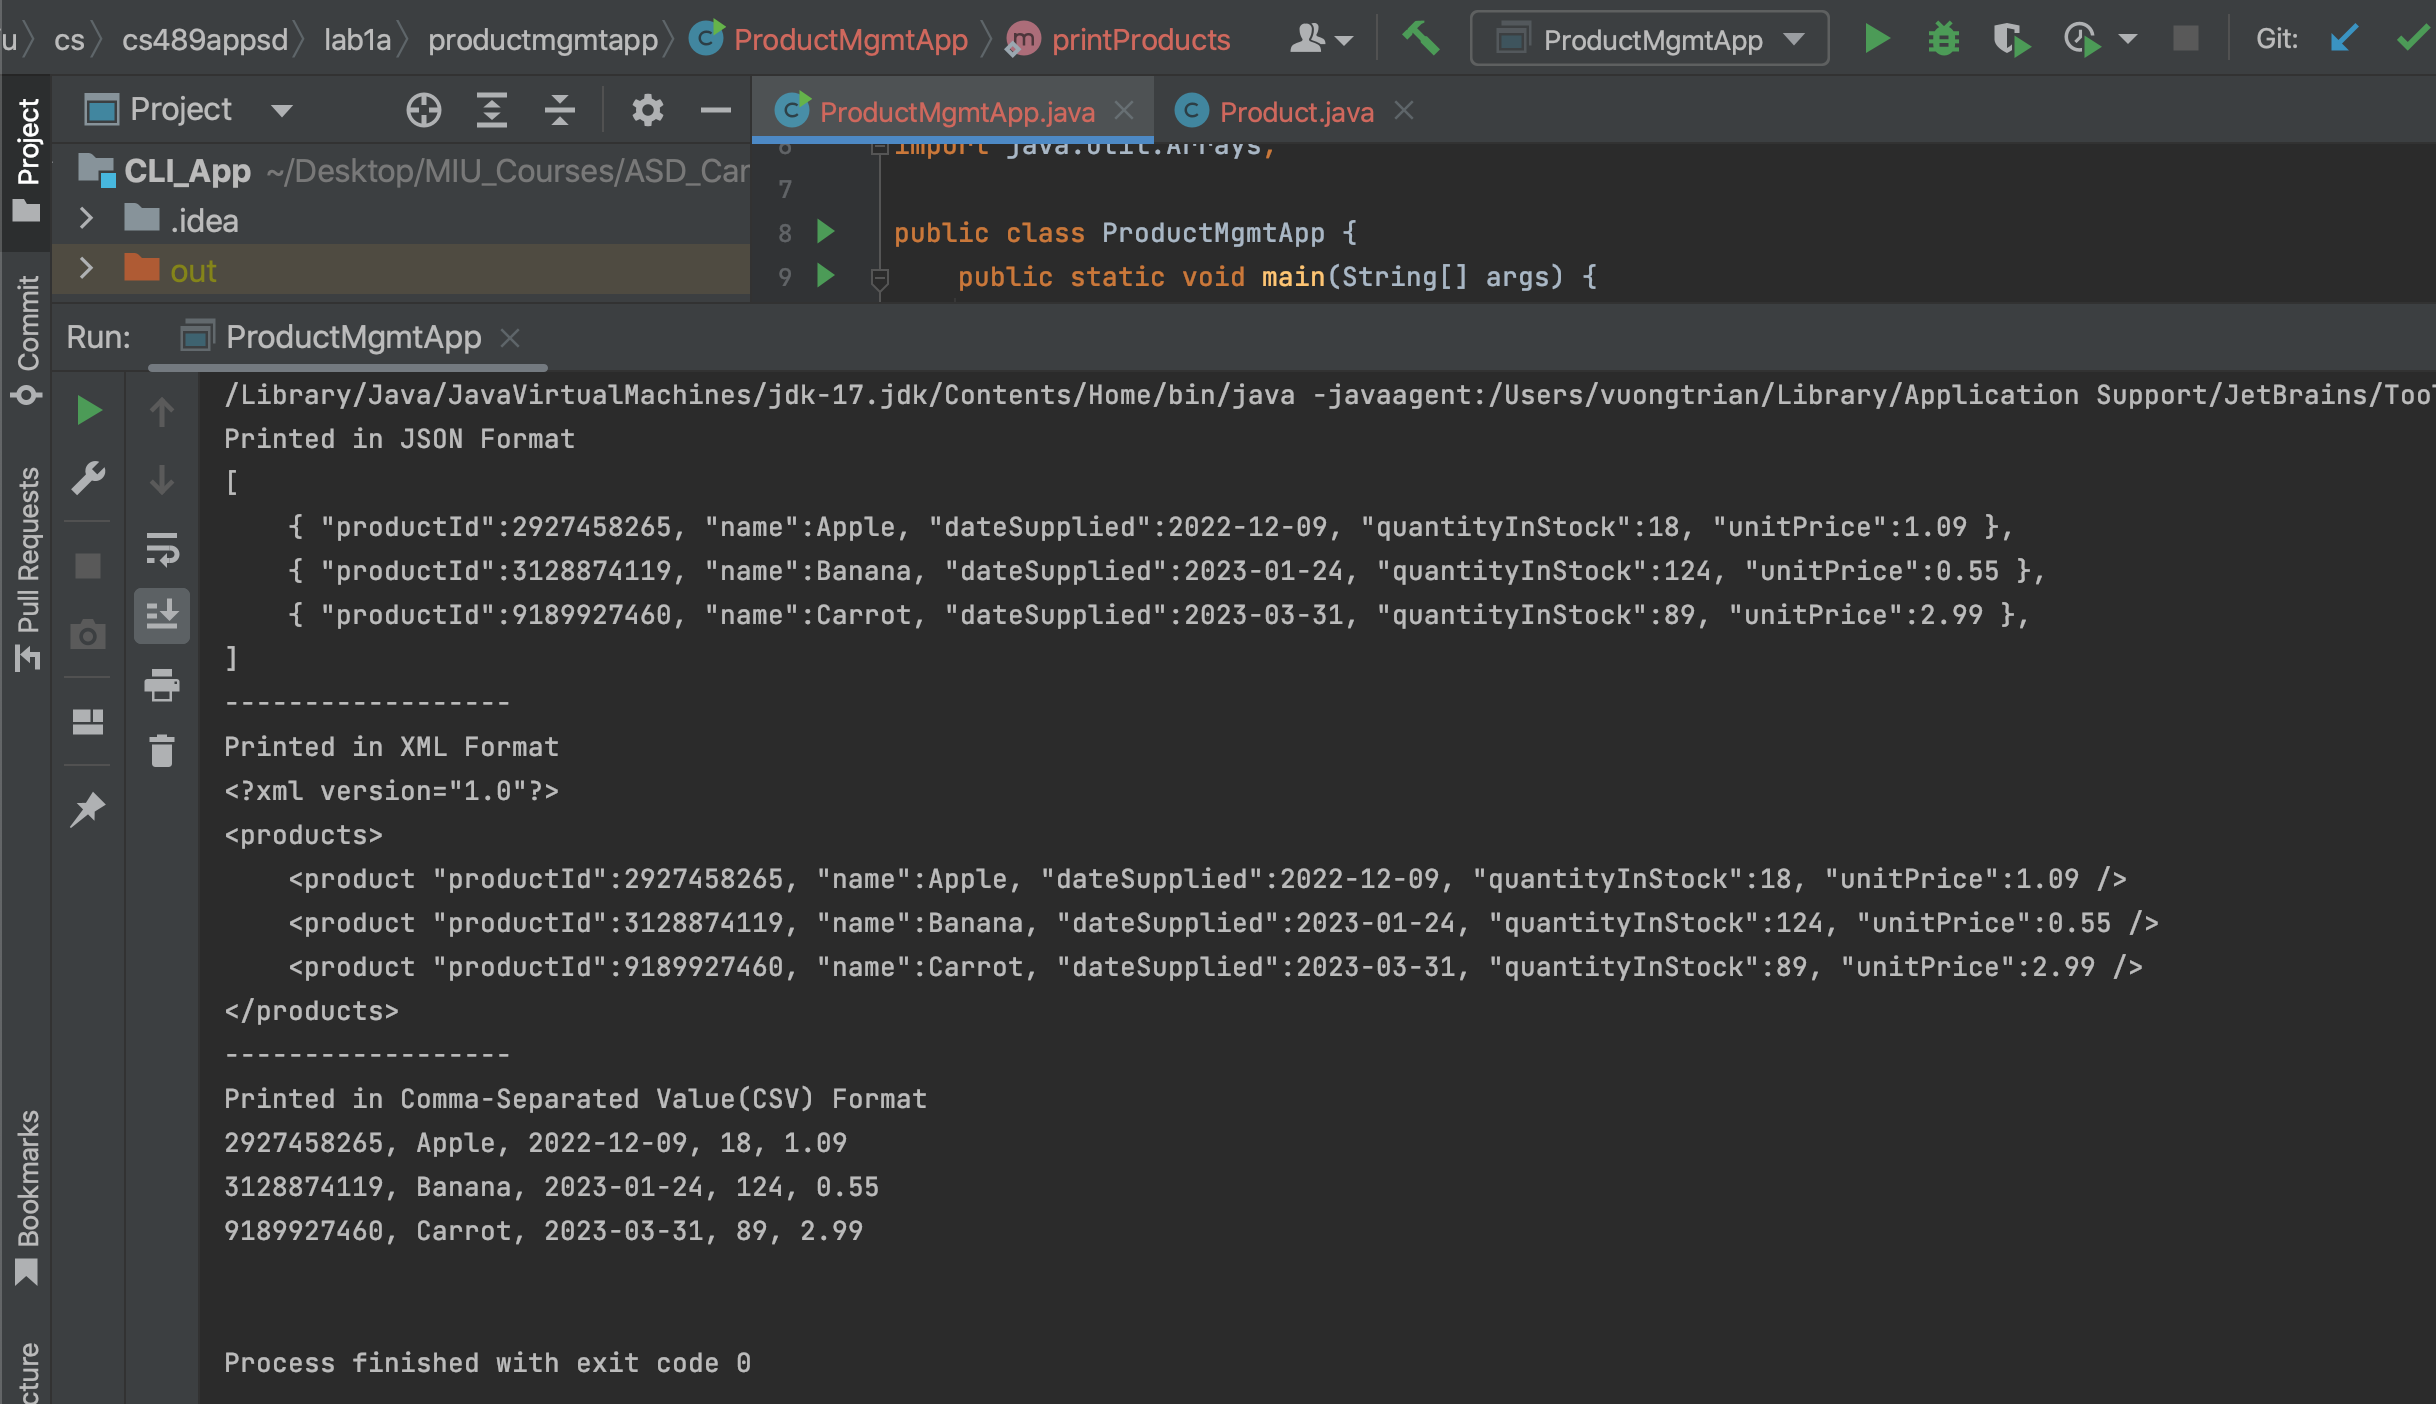 u cs cs489appsd lab1a productmgmtapp ProductMgmtApp printProducts ProductMgmtApp Git:
Project ProductMgmtApp.java Product.java
CLI_App ~/Desktop/MIU_Courses/ASD_Car
.idea
out
6 import java.util.Arrays;
7
8 public class ProductMgmtApp {
9 public static void main(String[] args) {
Run: ProductMgmtApp
/Library/Java/JavaVirtualMachines/jdk-17.jdk/Contents/Home/bin/java -javaagent:/Users/vuongtrian/Library/Application Support/JetBrains/Too
Printed in JSON Format
[
{ "productId":2927458265, "name":Apple, "dateSupplied":2022-12-09, "quantityInStock":18, "unitPrice":1.09 },
{ "productId":3128874119, "name":Banana, "dateSupplied":2023-01-24, "quantityInStock":124, "unitPrice":0.55 },
{ "productId":9189927460, "name":Carrot, "dateSupplied":2023-03-31, "quantityInStock":89, "unitPrice":2.99 },
]
------------------
Printed in XML Format
<?xml version="1.0"?>
<products>
<product "productId":2927458265, "name":Apple, "dateSupplied":2022-12-09, "quantityInStock":18, "unitPrice":1.09 />
<product "productId":3128874119, "name":Banana, "dateSupplied":2023-01-24, "quantityInStock":124, "unitPrice":0.55 />
<product "productId":9189927460, "name":Carrot, "dateSupplied":2023-03-31, "quantityInStock":89, "unitPrice":2.99 />
</products>
------------------
Printed in Comma-Separated Value(CSV) Format
2927458265, Apple, 2022-12-09, 18, 1.09
3128874119, Banana, 2023-01-24, 124, 0.55
9189927460, Carrot, 2023-03-31, 89, 2.99
Process finished with exit code 0
Project
Commit
Pull Requests
Bookmarks
cture